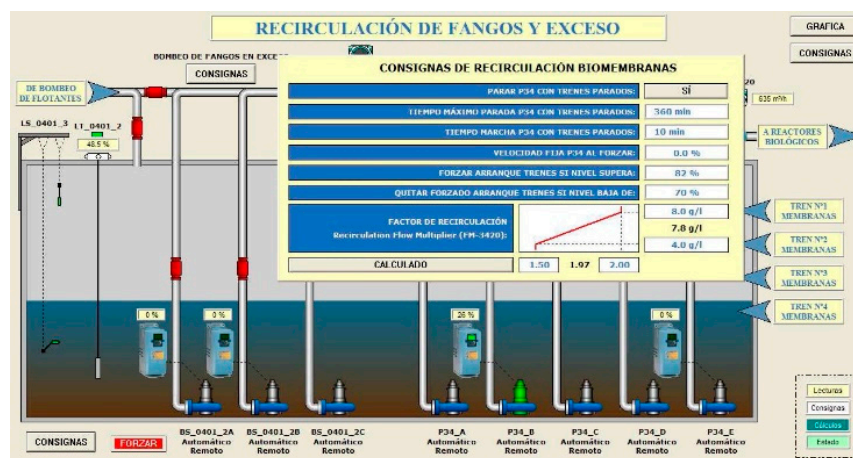 RECIRCULACIÓN DE FANGOS Y EXCESO
GRAFICA
CONSIGNAS
BOMBEO DE FANGOS EN EXCESO
CONSIGNAS
DE BOMBEO
DE FLOTANTES
LS_0401_3
LT_0401_2
48.5 %
CONSIGNAS DE RECIRCULACIÓN BIOMEMBRANAS
PARAR P34 CON TRENES PARADOS: SÍ
TIEMPO MÁXIMO PARADA P34 CON TRENES PARADOS: 360 min
TIEMPO MARCHA P34 CON TRENES PARADOS: 10 min
VELOCIDAD FIJA P34 AL FORZAR: 0.0 %
FORZAR ARRANQUE TRENES SI NIVEL SUPERA: 82 %
QUITAR FORZADO ARRANQUE TRENES SI NIVEL BAJA DE: 70 %
FACTOR DE RECIRCULACIÓN
Recirculation Flow Multiplier (FM-3420):
8.0 g/l
7.8 g/l
4.0 g/l
CALCULADO 1.50 1.97 2.00
20
635 m³/h
A REACTORES
BIOLÓGICOS
TREN Nº1
MEMBRANAS
TREN Nº2
MEMBRANAS
TREN Nº3
MEMBRANAS
TREN Nº4
MEMBRANAS
0 %
0 %
26 %
0 %
Lecturas
Consignas
Cálculos
Estado
CONSIGNAS
FORZAR
BS_0401_2A
Automático
Remoto
BS_0401_2B
Automático
Remoto
BS_0401_2C
Automático
Remoto
P34_A
Automático
Remoto
P34_B
Automático
Remoto
P34_C
Automático
Remoto
P34_D
Automático
Remoto
P34_E
Automático
Remoto